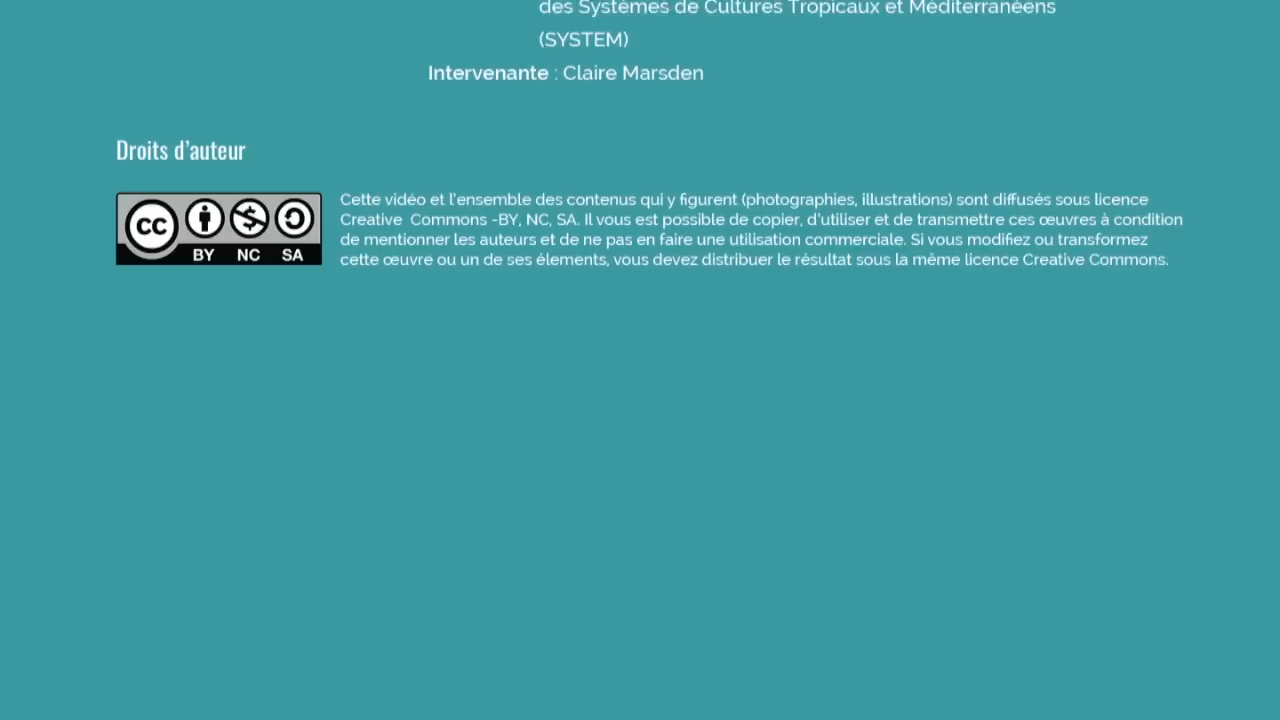 des Systèmes de Cultures Tropicaux et Méditerranéens
(SYSTEM)
Intervenante : Claire Marsden
Droits d'auteur
CC BY NC SA
Cette vidéo et l'ensemble des contenus qui y figurent (photographies, illustrations) sont diffusés sous licence
Creative Commons -BY, NC, SA. Il vous est possible de copier, d'utiliser et de transmettre ces œuvres à condition
de mentionner les auteurs et de ne pas en faire une utilisation commerciale. Si vous modifiez ou transformez
cette œuvre ou un de ses élements, vous devez distribuer le résultat sous la même licence Creative Commons.